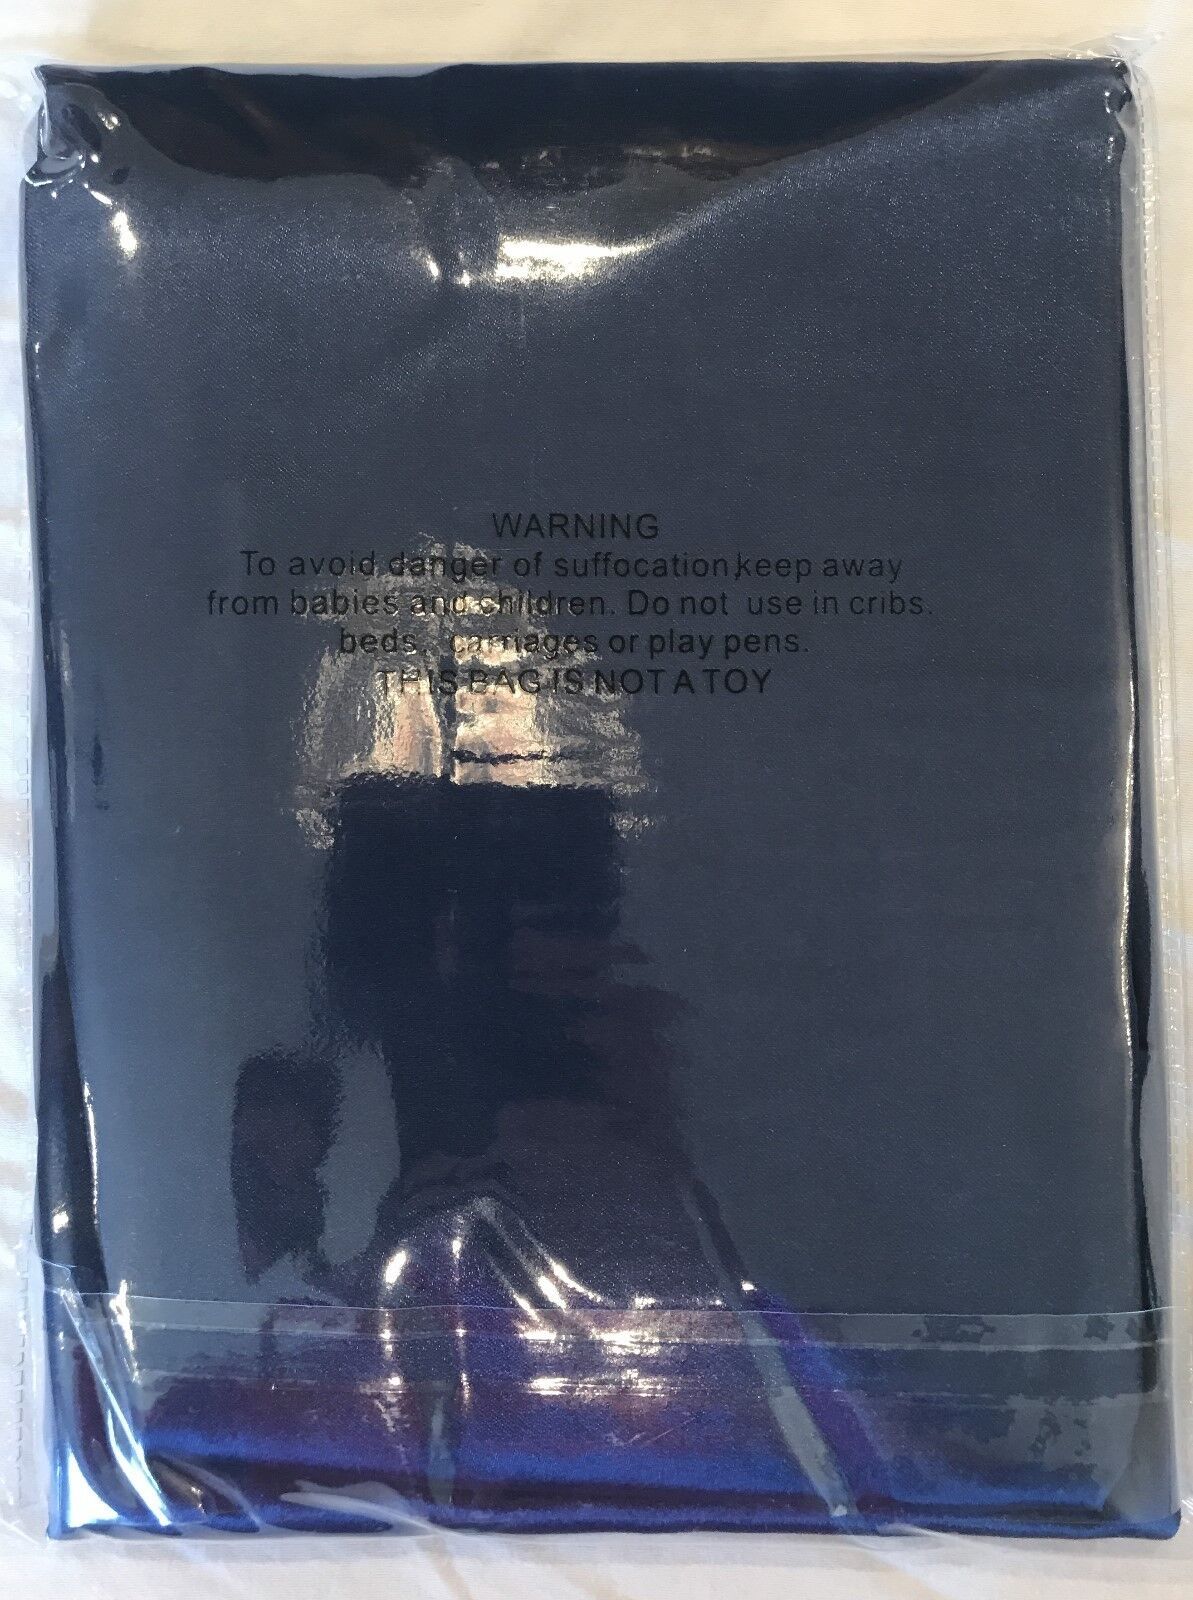 WARNING
To avoid danger of suffocation,keep away
from babies and children. Do not use in cribs.
beds, carriages or play pens.
THIS BAG IS NOT A TOY